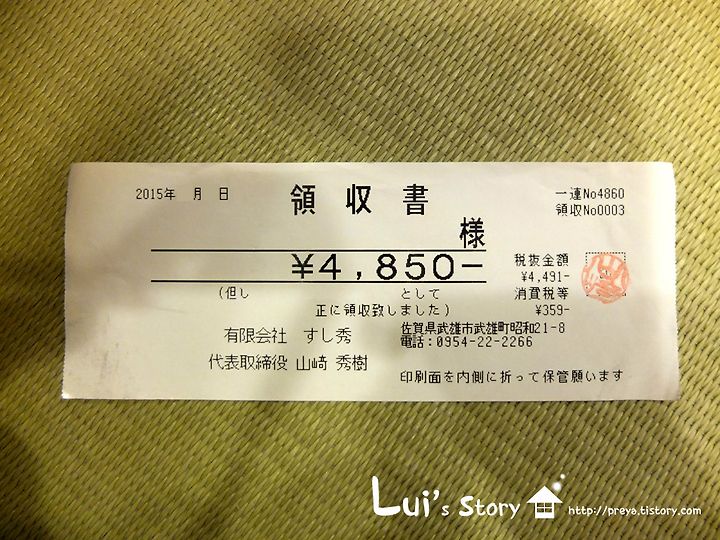 2015年 月 日
領収書
一連No4860
領収No0003
様
¥4,850-
税抜金額
¥4,491-
(但し として
消費税等
正に領収致しました)
¥359-
有限会社 すし秀
佐賀県武雄市武雄町昭和21-8
電話:0954-22-2266
代表取締役 山﨑 秀樹
印刷面を内側に折って保管願います
Lui's Story
http://preya.tistory.com